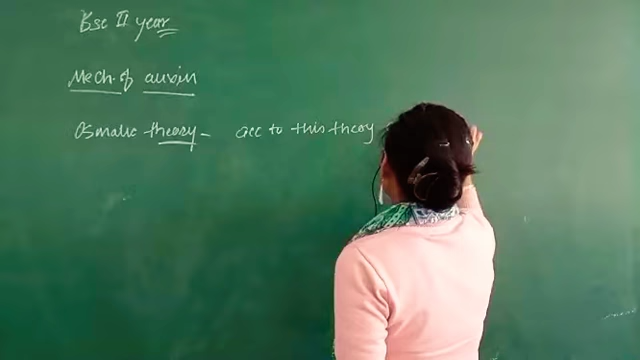 Bsc II year
Mech. of auxin
Osmatic theory - acc to this theory